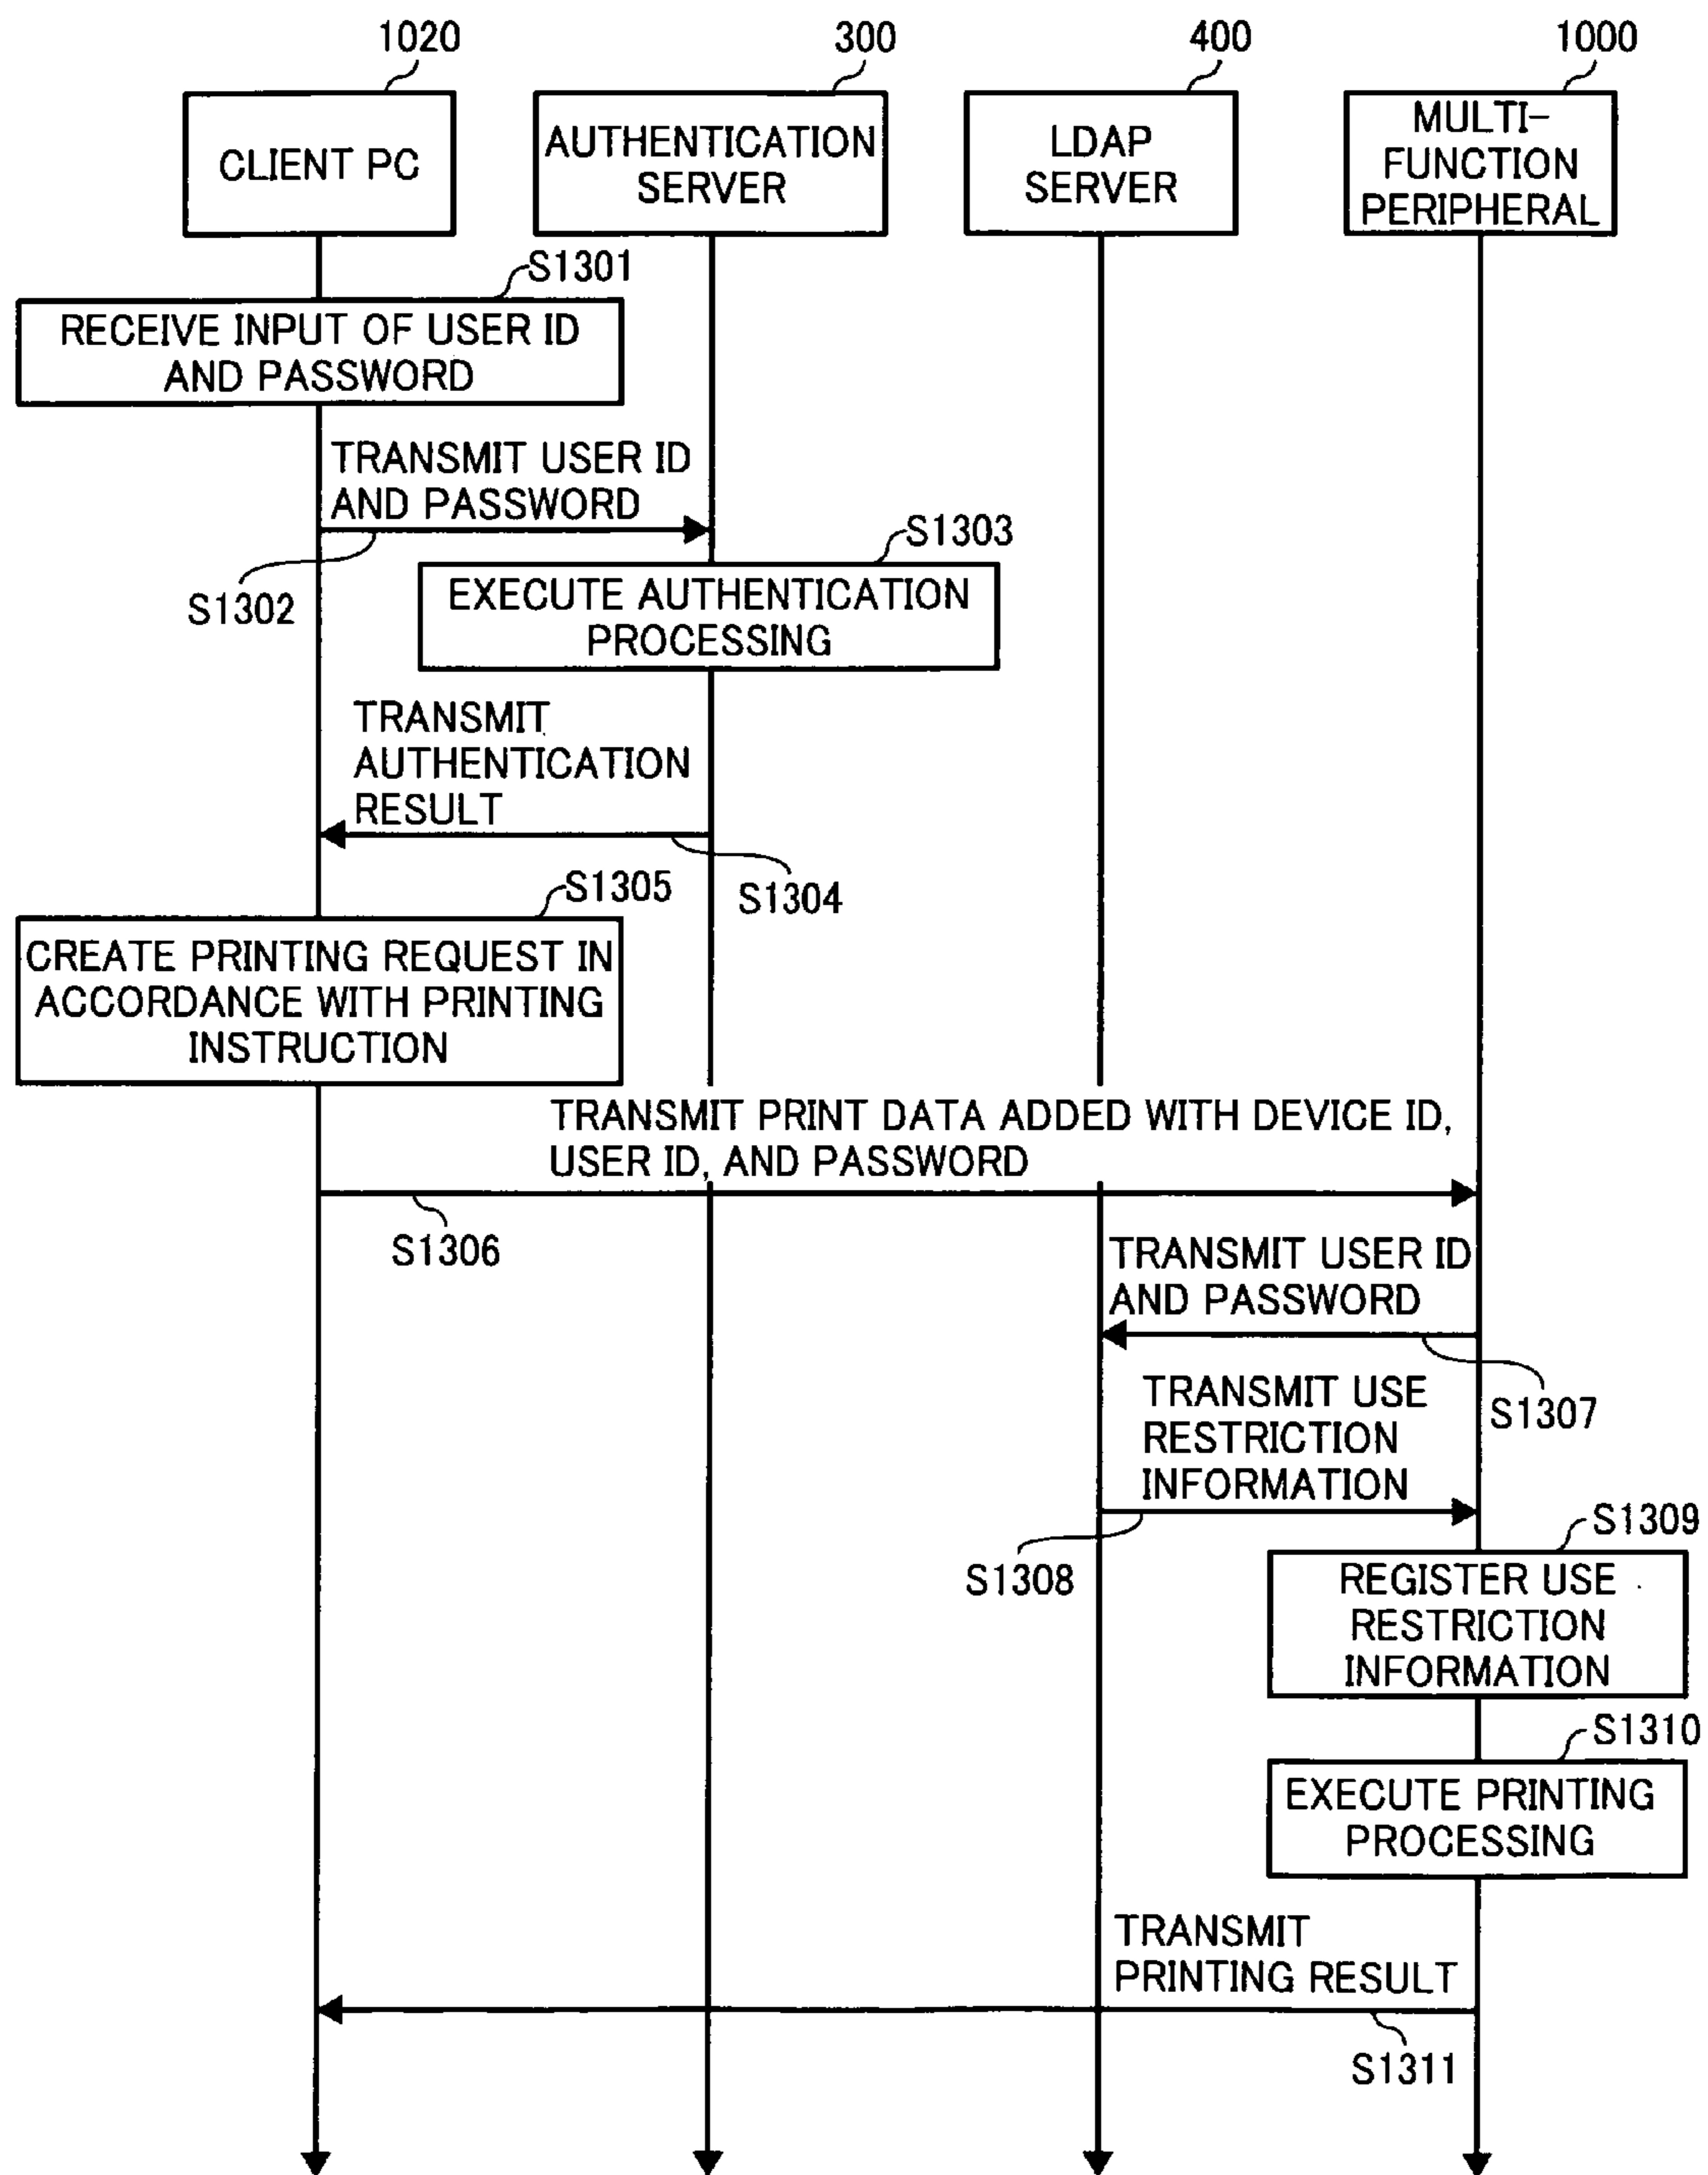 1020
300
400
1000
CLIENT PC
AUTHENTICATION
SERVER
LDAP
SERVER
MULTI-
FUNCTION
PERIPHERAL
S1301
RECEIVE INPUT OF USER ID
AND PASSWORD
TRANSMIT USER ID
AND PASSWORD
S1302
S1303
EXECUTE AUTHENTICATION
PROCESSING
TRANSMIT
AUTHENTICATION
RESULT
S1304
S1305
CREATE PRINTING REQUEST IN
ACCORDANCE WITH PRINTING
INSTRUCTION
TRANSMIT PRINT DATA ADDED WITH DEVICE ID,
USER ID, AND PASSWORD
S1306
TRANSMIT USER ID
AND PASSWORD
S1307
TRANSMIT USE
RESTRICTION
INFORMATION
S1308
S1309
REGISTER USE
RESTRICTION
INFORMATION
S1310
EXECUTE PRINTING
PROCESSING
TRANSMIT
PRINTING RESULT
S1311